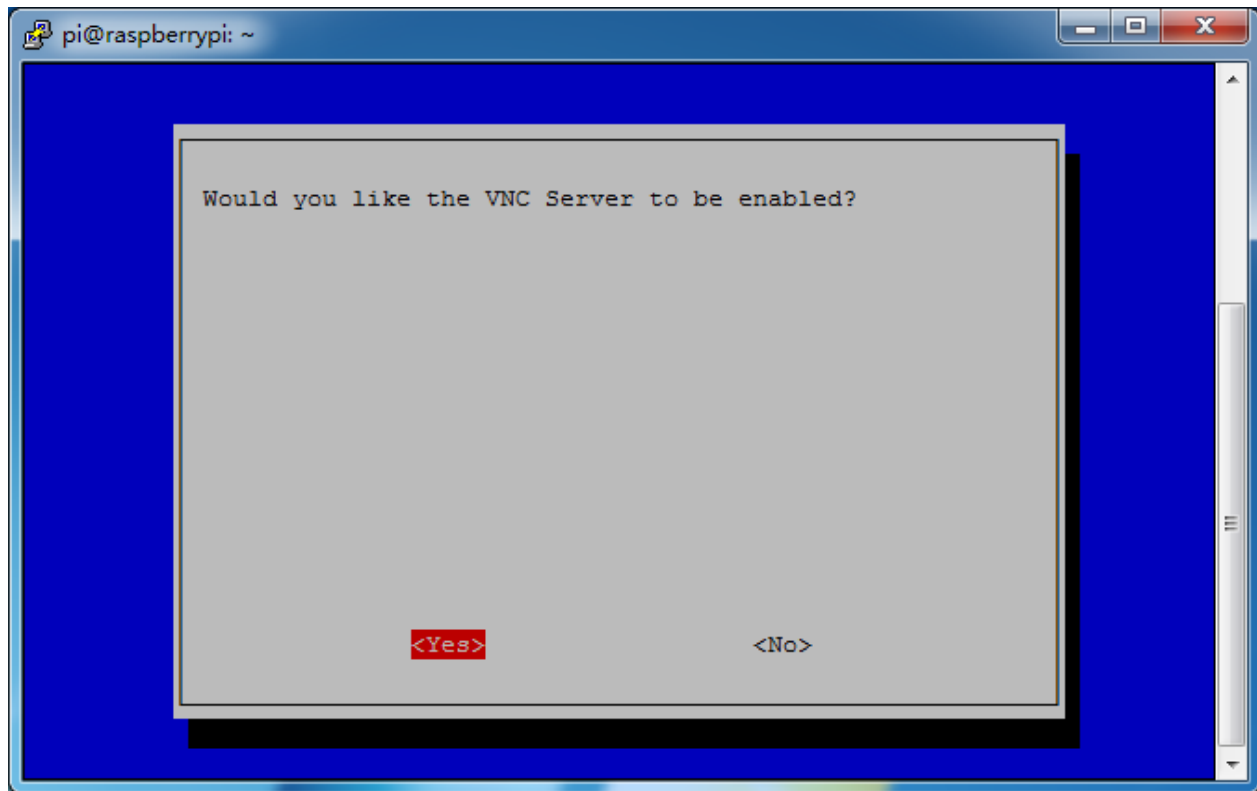 pi@raspberrypi: ~
Would you like the VNC Server to be enabled?
<Yes> <No>